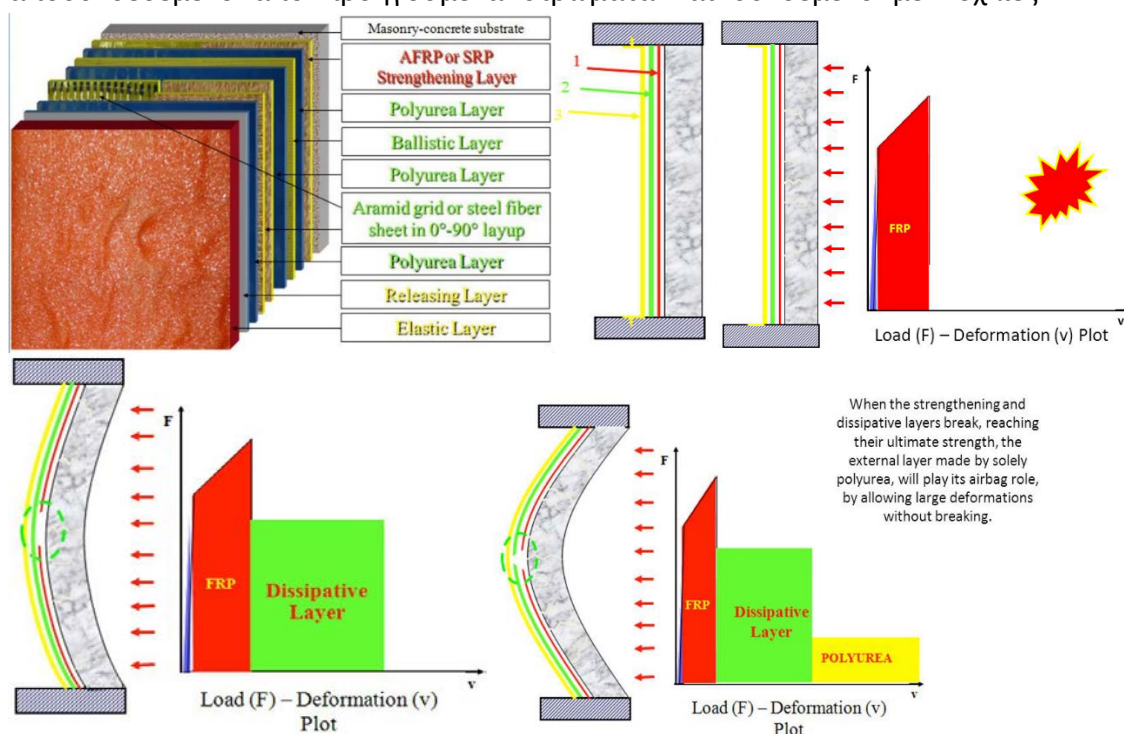 Masonry-concrete substrate
AFRP or SRP
Strengthening Layer
Polyurea Layer
Ballistic Layer
Polyurea Layer
Aramid grid or steel fiber
sheet in 0°-90° layup
Polyurea Layer
Releasing Layer
Elastic Layer
1
2
3
F
FRP
v
Load (F) – Deformation (v) Plot
F
FRP
Dissipative
Layer
v
Load (F) – Deformation (v)
Plot
F
FRP
Dissipative
Layer
POLYUREA
v
Load (F) – Deformation (v)
Plot
When the strengthening and
dissipative layers break, reaching
their ultimate strength, the
external layer made by solely
polyurea, will play its airbag role,
by allowing large deformations
without breaking.